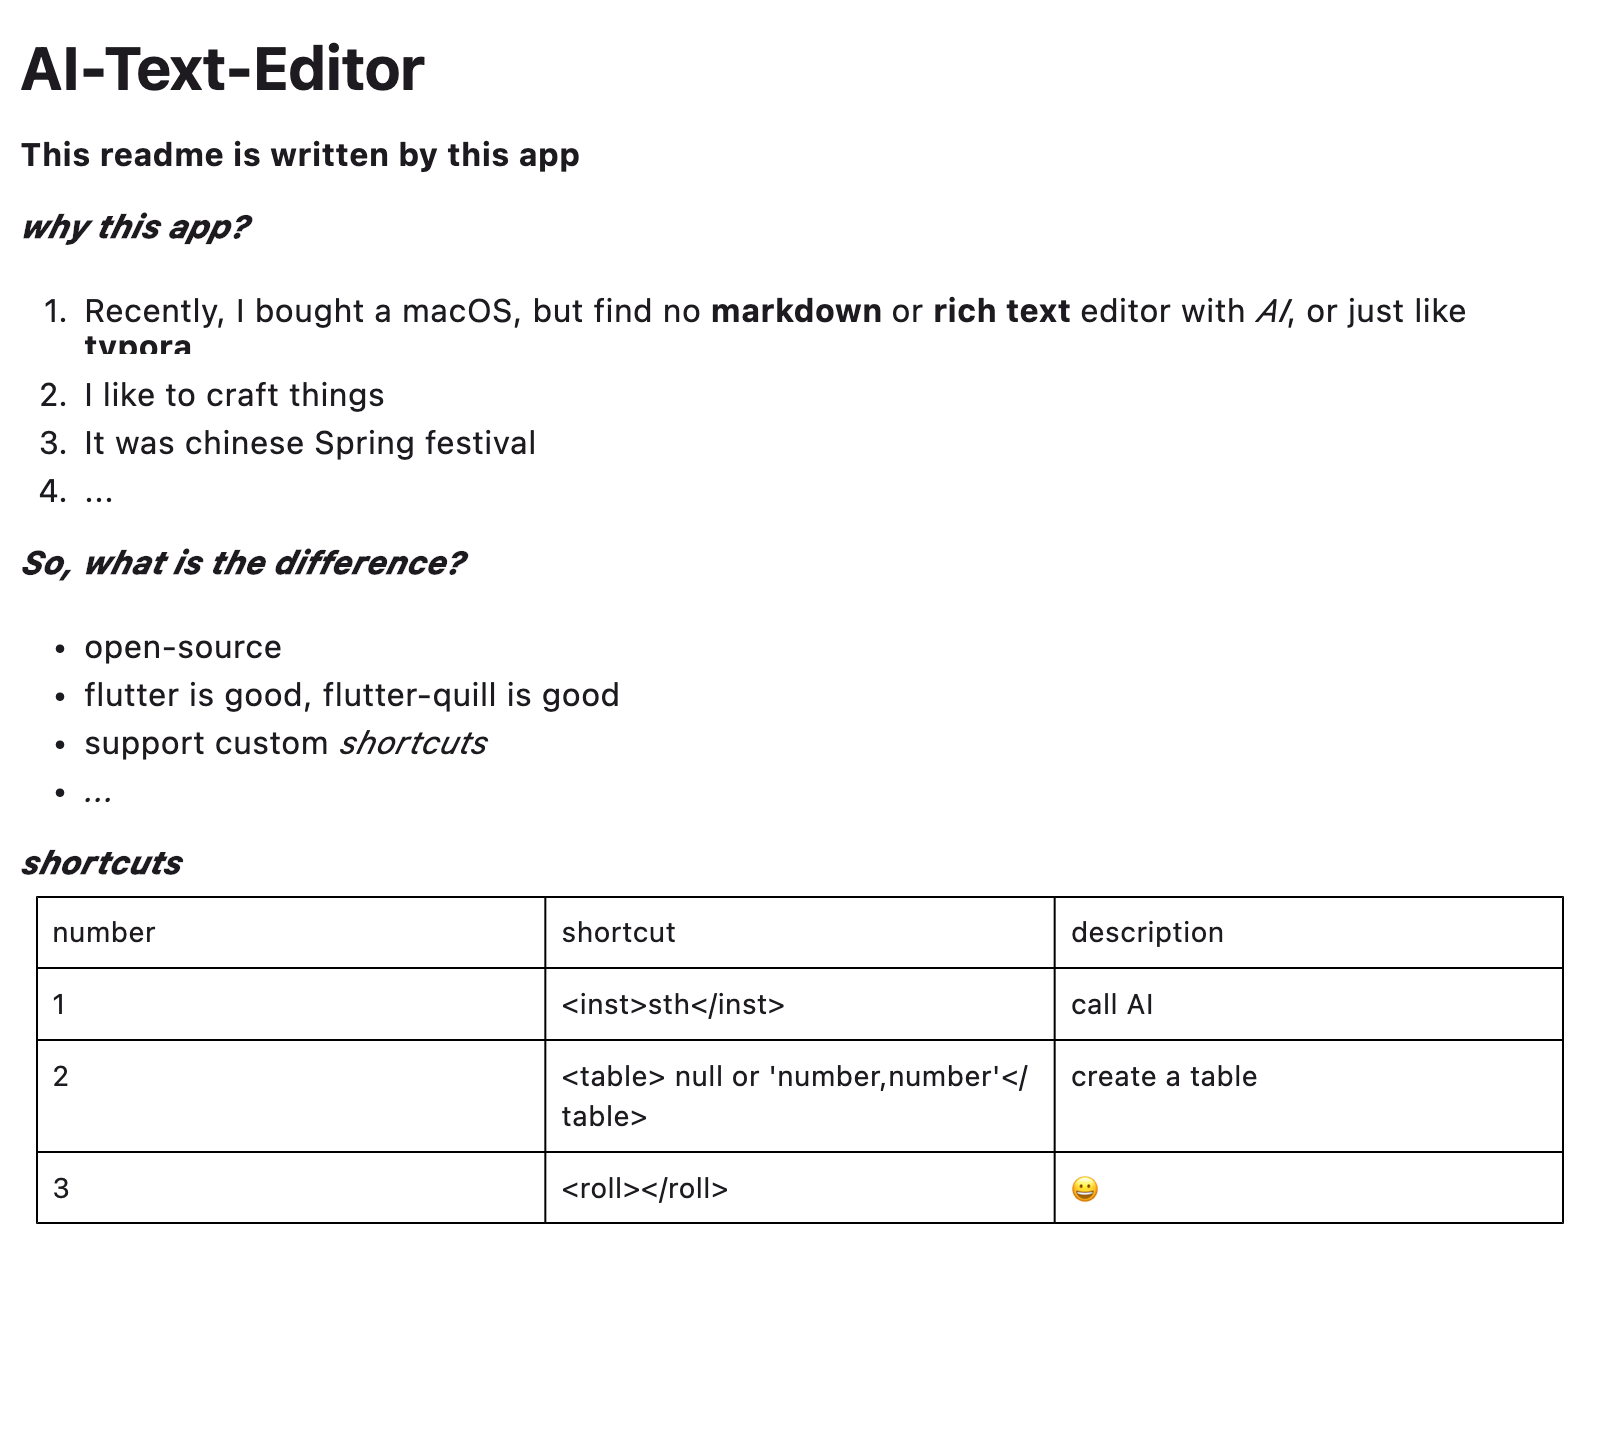 AI-Text-Editor
This readme is written by this app
why this app?
1. Recently, I bought a macOS, but find no markdown or rich text editor with AI, or just like
typora
2. I like to craft things
3. It was chinese Spring festival
4. ...
So, what is the difference?
• open-source
• flutter is good, flutter-quill is good
• support custom shortcuts
• ...
shortcuts
number shortcut description
1 <inst>sth</inst> call AI
2 <table> null or 'number,number'</ create a table
table>
3 <roll></roll> 😀